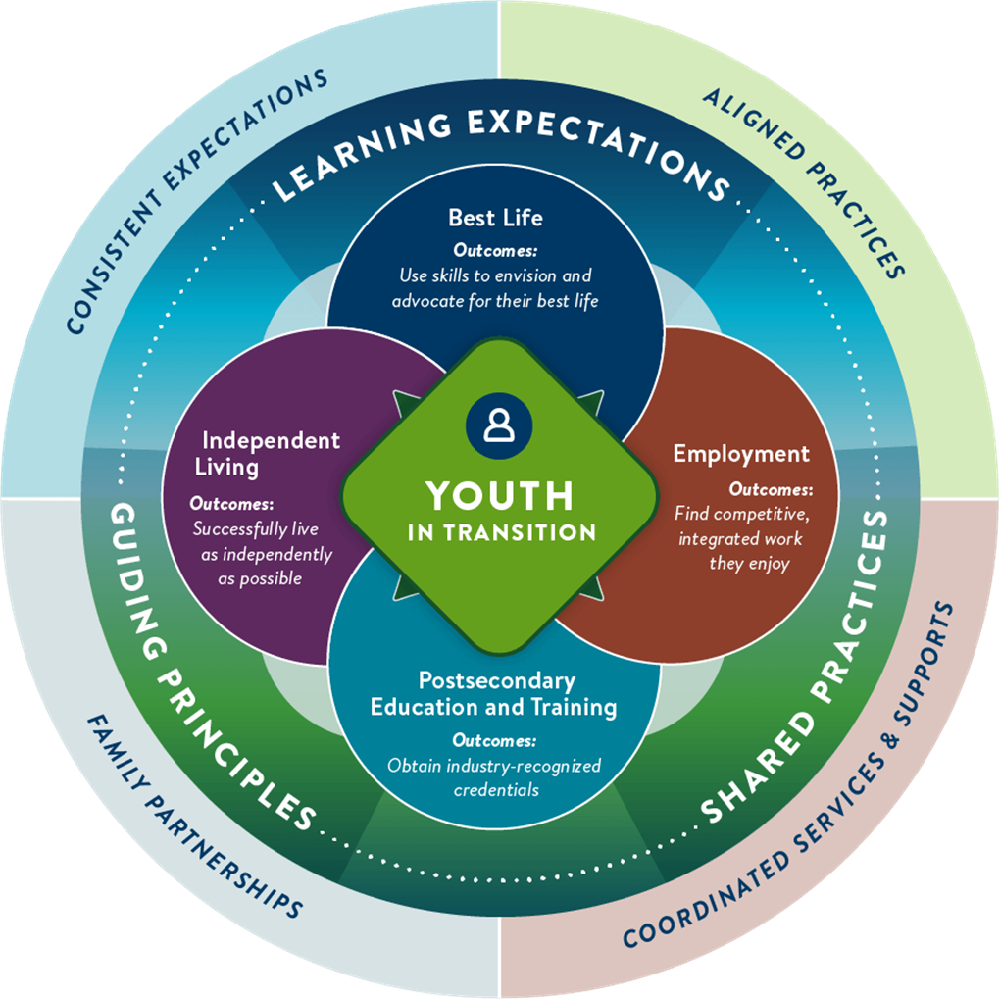 CONSISTENT EXPECTATIONS
ALIGNED PRACTICES
LEARNING EXPECTATIONS
Best Life
Outcomes:
Use skills to envision and
advocate for their best life
Independent
Living
Outcomes:
Successfully live
as independently
as possible
YOUTH
IN TRANSITION
Employment
Outcomes:
Find competitive,
integrated work
they enjoy
Postsecondary
Education and Training
Outcomes:
Obtain industry-recognized
credentials
GUIDING PRINCIPLES
SHARED PRACTICES
FAMILY PARTNERSHIPS
COORDINATED SERVICES & SUPPORTS